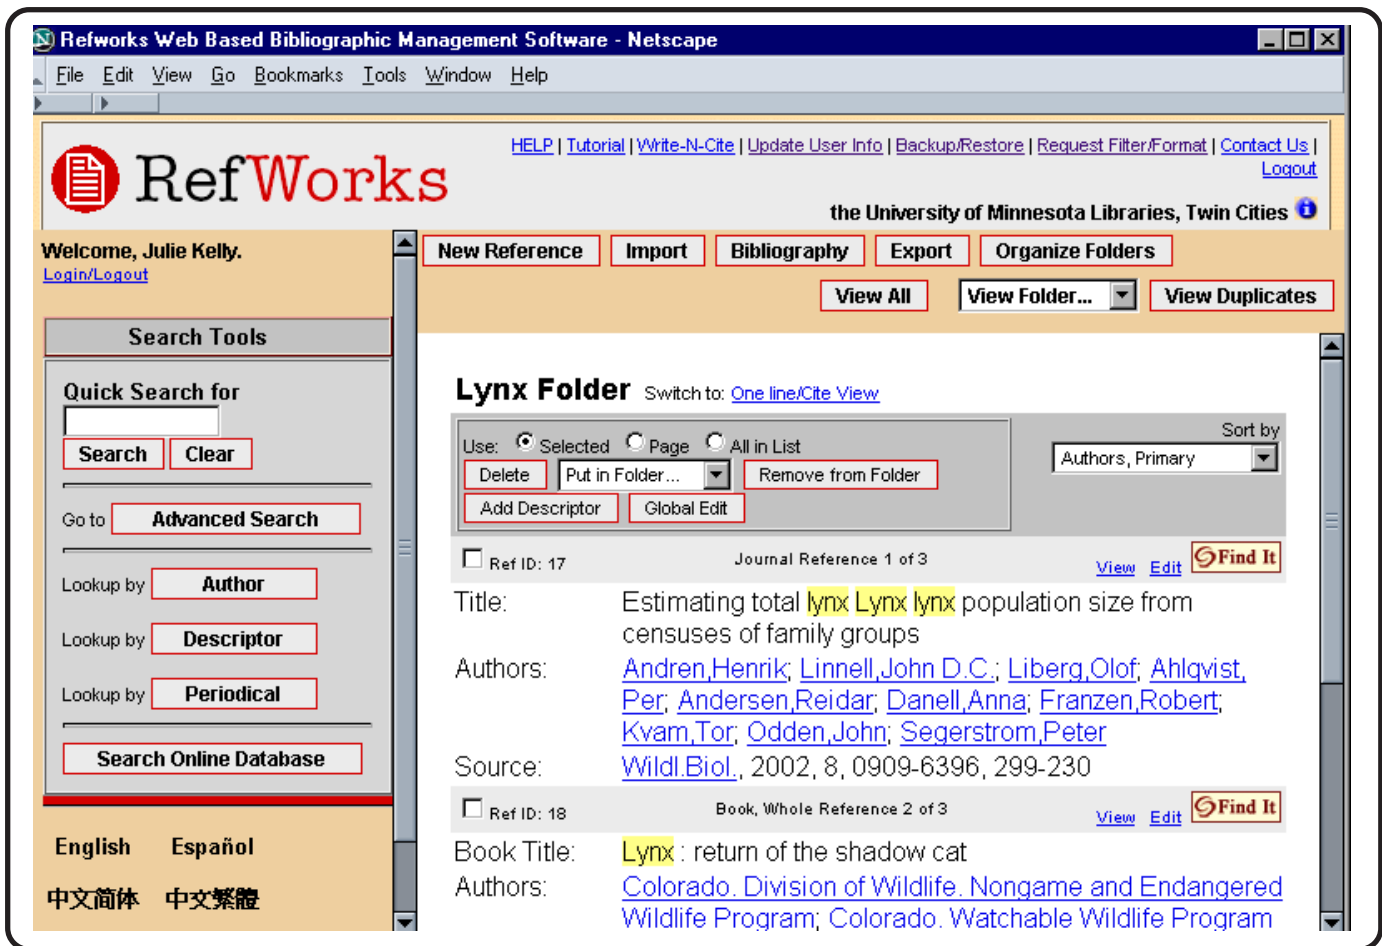 Refworks Web Based Bibliographic Management Software - Netscape
File Edit View Go Bookmarks Tools Window Help
HELP | Tutorial | Write-N-Cite | Update User Info | Backup/Restore | Request Filter/Format | Contact Us |
Logout
RefWorks
the University of Minnesota Libraries, Twin Cities
Welcome, Julie Kelly.
Login/Logout
New Reference Import Bibliography Export Organize Folders
View All View Folder... View Duplicates
Search Tools
Quick Search for
Search Clear
Go to Advanced Search
Lookup by Author
Lookup by Descriptor
Lookup by Periodical
Search Online Database
English Español
中文简体 中文繁體
Lynx Folder Switch to: One line/Cite View
Use: Selected Page All in List
Delete Put in Folder... Remove from Folder
Add Descriptor Global Edit
Sort by
Authors, Primary
Ref ID: 17 Journal Reference 1 of 3 View Edit Find It
Title: Estimating total lynx Lynx lynx population size from
censuses of family groups
Authors: Andren,Henrik; Linnell,John D.C.; Liberg,Olof; Ahlqvist,
Per; Andersen,Reidar; Danell,Anna; Franzen,Robert;
Kvam,Tor; Odden,John; Segerstrom,Peter
Source: Wildl.Biol., 2002, 8, 0909-6396, 299-230
Ref ID: 18 Book, Whole Reference 2 of 3 View Edit Find It
Book Title: Lynx : return of the shadow cat
Authors: Colorado. Division of Wildlife. Nongame and Endangered
Wildlife Program; Colorado. Watchable Wildlife Program